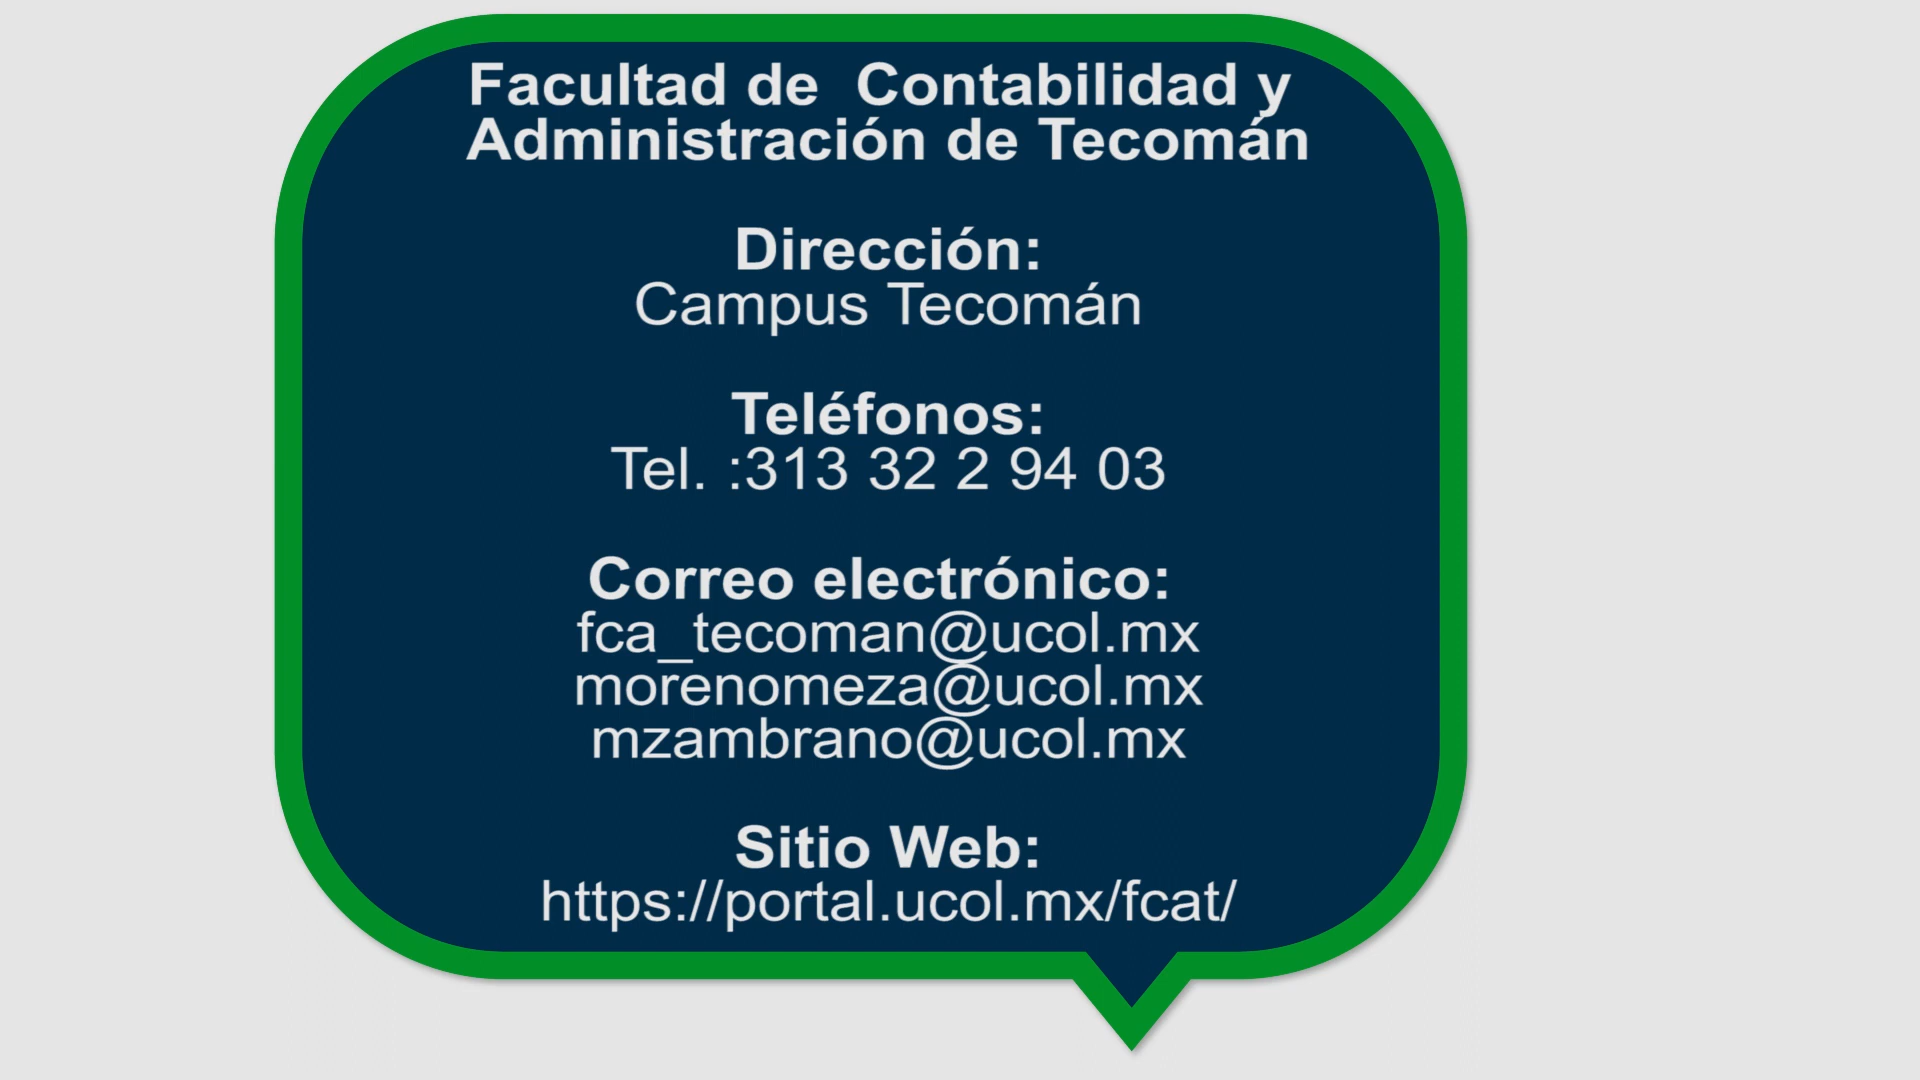 Facultad de  Contabilidad y
Administración de Tecomán
Dirección:
Campus Tecomán
Teléfonos:
Tel. :313 32 2 94 03
Correo electrónico:
fca_tecoman@ucol.mx
morenomeza@ucol.mx
mzambrano@ucol.mx
Sitio Web:
https://portal.ucol.mx/fcat/